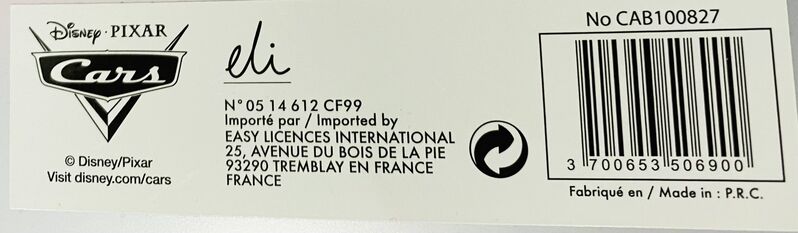 Disney · PIXAR
Cars
© Disney/Pixar
Visit disney.com/cars
eli
N° 05 14 612 CF99
Importé par / Imported by
EASY LICENCES INTERNATIONAL
25, AVENUE DU BOIS DE LA PIE
93290 TREMBLAY EN FRANCE
FRANCE
No CAB100827
3 700653 506900
Fabriqué en / Made in : P.R.C.